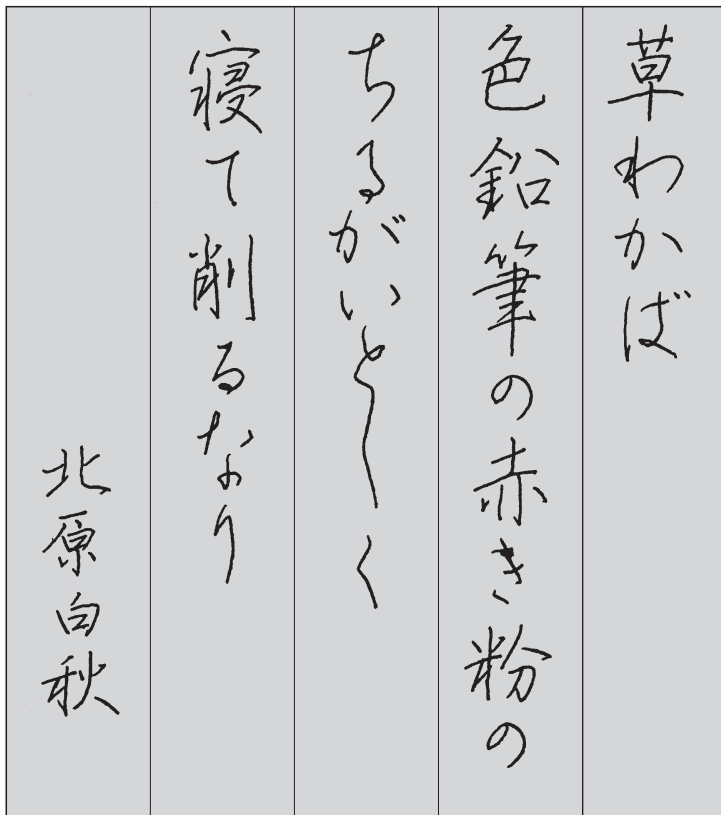 草わかば
色鉛筆の赤き粉の
ちるがいとしく
寝て削るなり
北原白秋